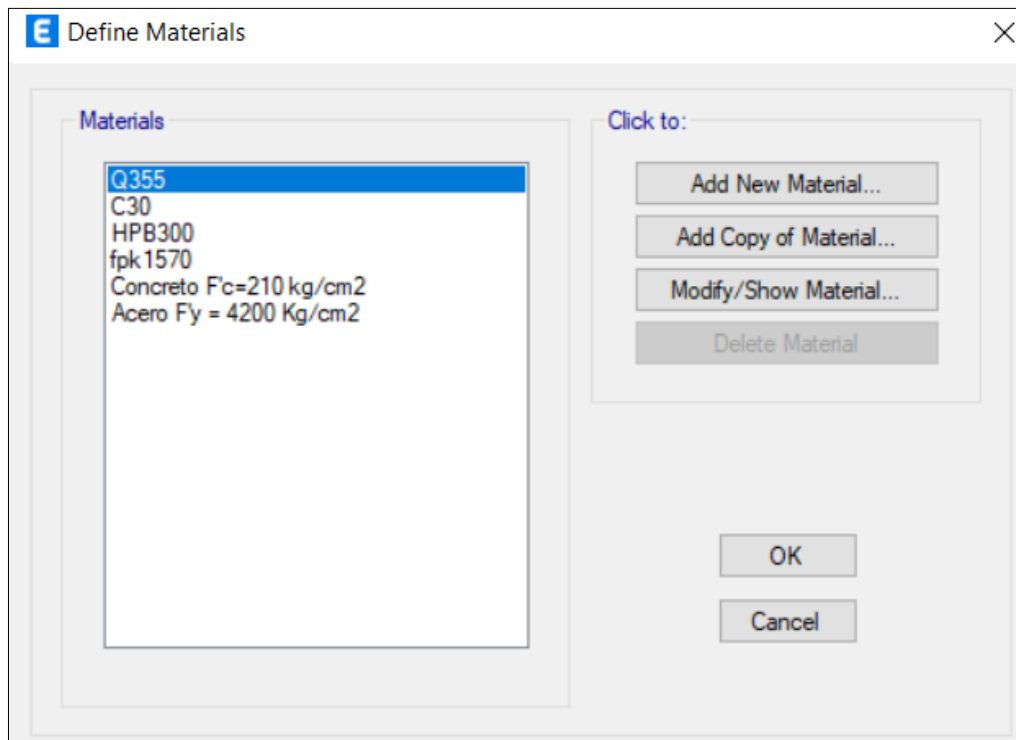 E Define Materials
Materials
Q355
C30
HPB300
fpk1570
Concreto F'c=210 kg/cm2
Acero F'y = 4200 Kg/cm2
Click to:
Add New Material...
Add Copy of Material...
Modify/Show Material...
Delete Material
OK
Cancel